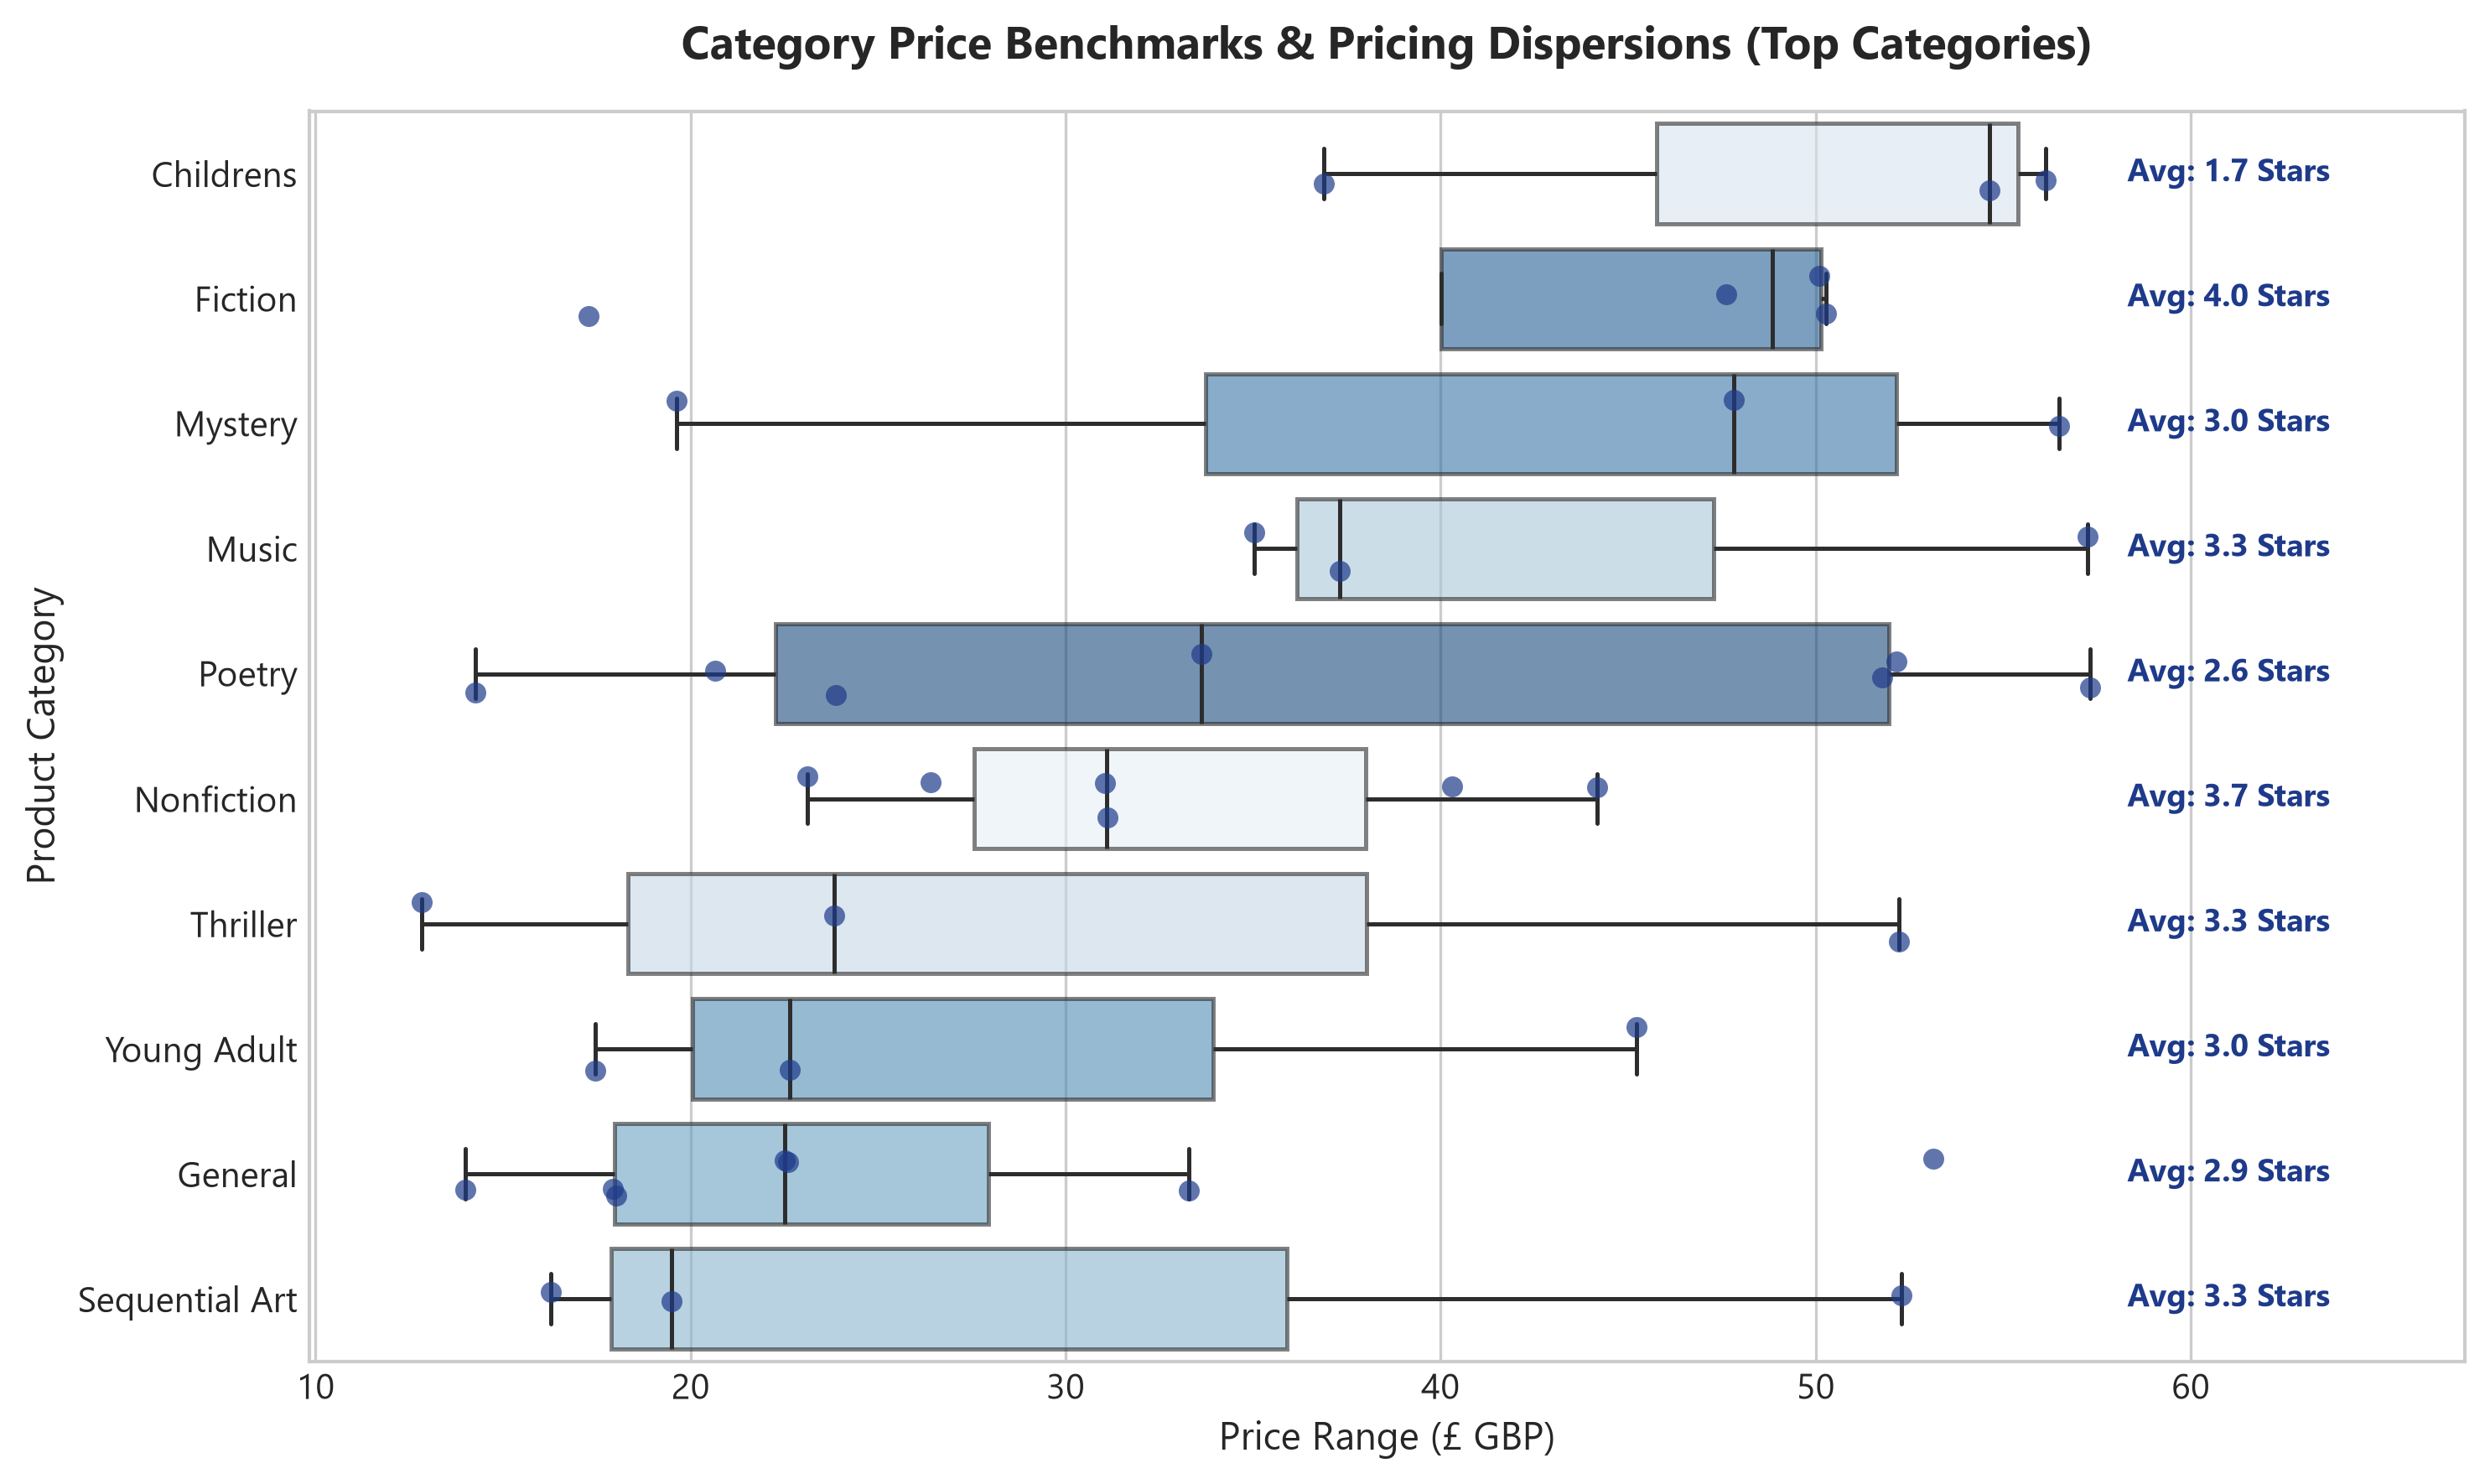 Category Price Benchmarks & Pricing Dispersions (Top Categories)
Product Category
Childrens
Avg: 1.7 Stars
Fiction
Avg: 4.0 Stars
Mystery
Avg: 3.0 Stars
Music
Avg: 3.3 Stars
Poetry
Avg: 2.6 Stars
Nonfiction
Avg: 3.7 Stars
Thriller
Avg: 3.3 Stars
Young Adult
Avg: 3.0 Stars
General
Avg: 2.9 Stars
Sequential Art
Avg: 3.3 Stars
10 20 30 40 50 60
Price Range (£ GBP)